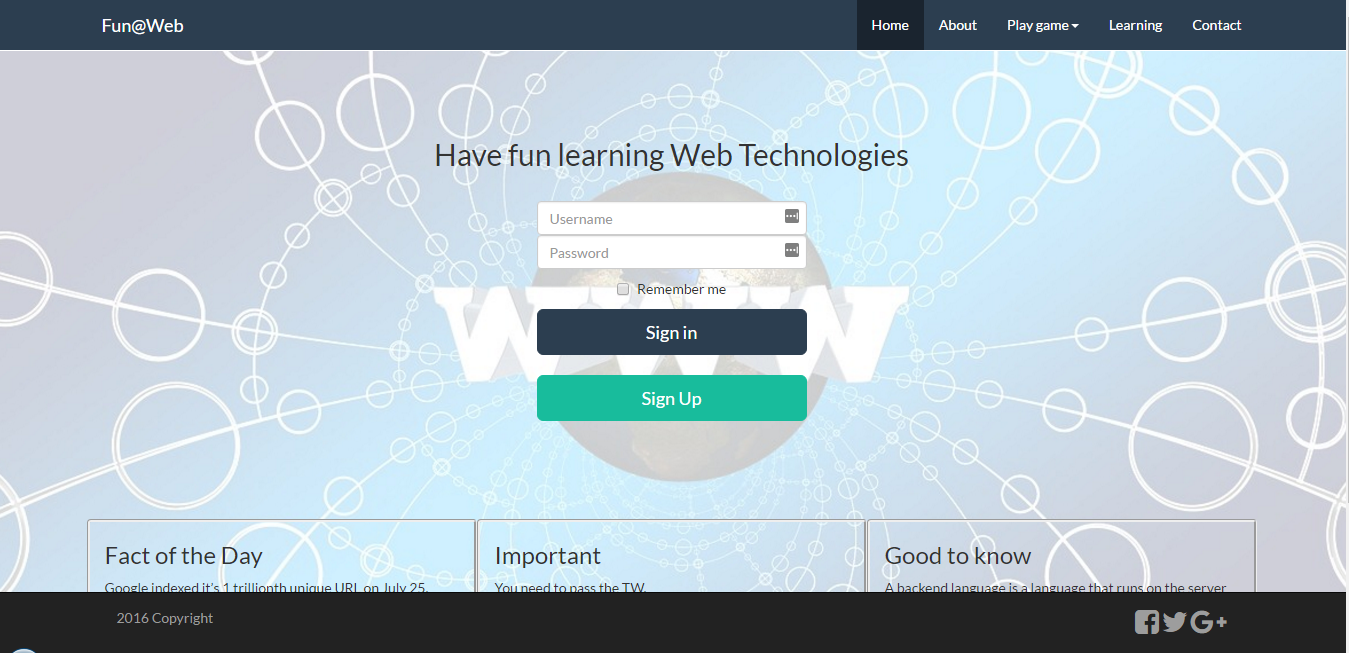 Fun@Web
Home About Play game Learning Contact
Have fun learning Web Technologies
Username
Password
Remember me
WWW
Sign in
Sign Up
Fact of the Day
Google indexed it's 1 trillionth unique URL on July 25,
Important
You need to pass the TW.
Good to know
A backend language is a language that runs on the server
2016 Copyright